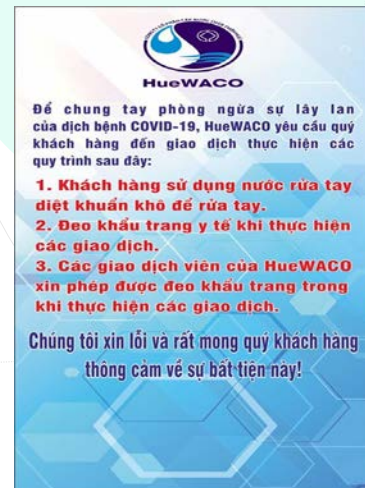 HueWACO
Để chung tay phòng ngừa sự lây lan
của dịch bệnh COVID-19, HueWACO yêu cầu quý
khách hàng đến giao dịch thực hiện các
quy trình sau đây:
1. Khách hàng sử dụng nước rửa tay
diệt khuẩn khô để rửa tay.
2. Đeo khẩu trang y tế khi thực hiện
các giao dịch.
3. Các giao dịch viên của HueWACO
xin phép được đeo khẩu trang trong
khi thực hiện các giao dịch.
Chúng tôi xin lỗi và rất mong quý khách hàng
thông cảm về sự bất tiện này!